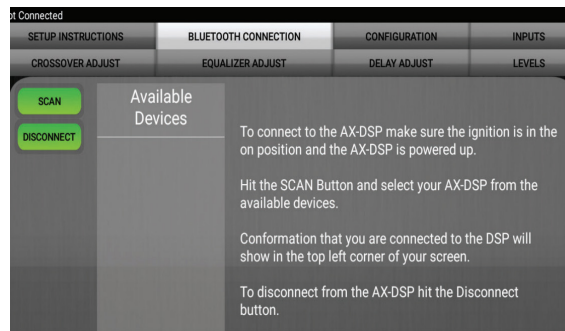 ot Connected
SETUP INSTRUCTIONS BLUETOOTH CONNECTION CONFIGURATION INPUTS
CROSSOVER ADJUST EQUALIZER ADJUST DELAY ADJUST LEVELS
SCAN
DISCONNECT
Available
Devices
To connect to the AX-DSP make sure the ignition is in the
on position and the AX-DSP is powered up.
Hit the SCAN Button and select your AX-DSP from the
available devices.
Conformation that you are connected to the DSP will
show in the top left corner of your screen.
To disconnect from the AX-DSP hit the Disconnect
button.